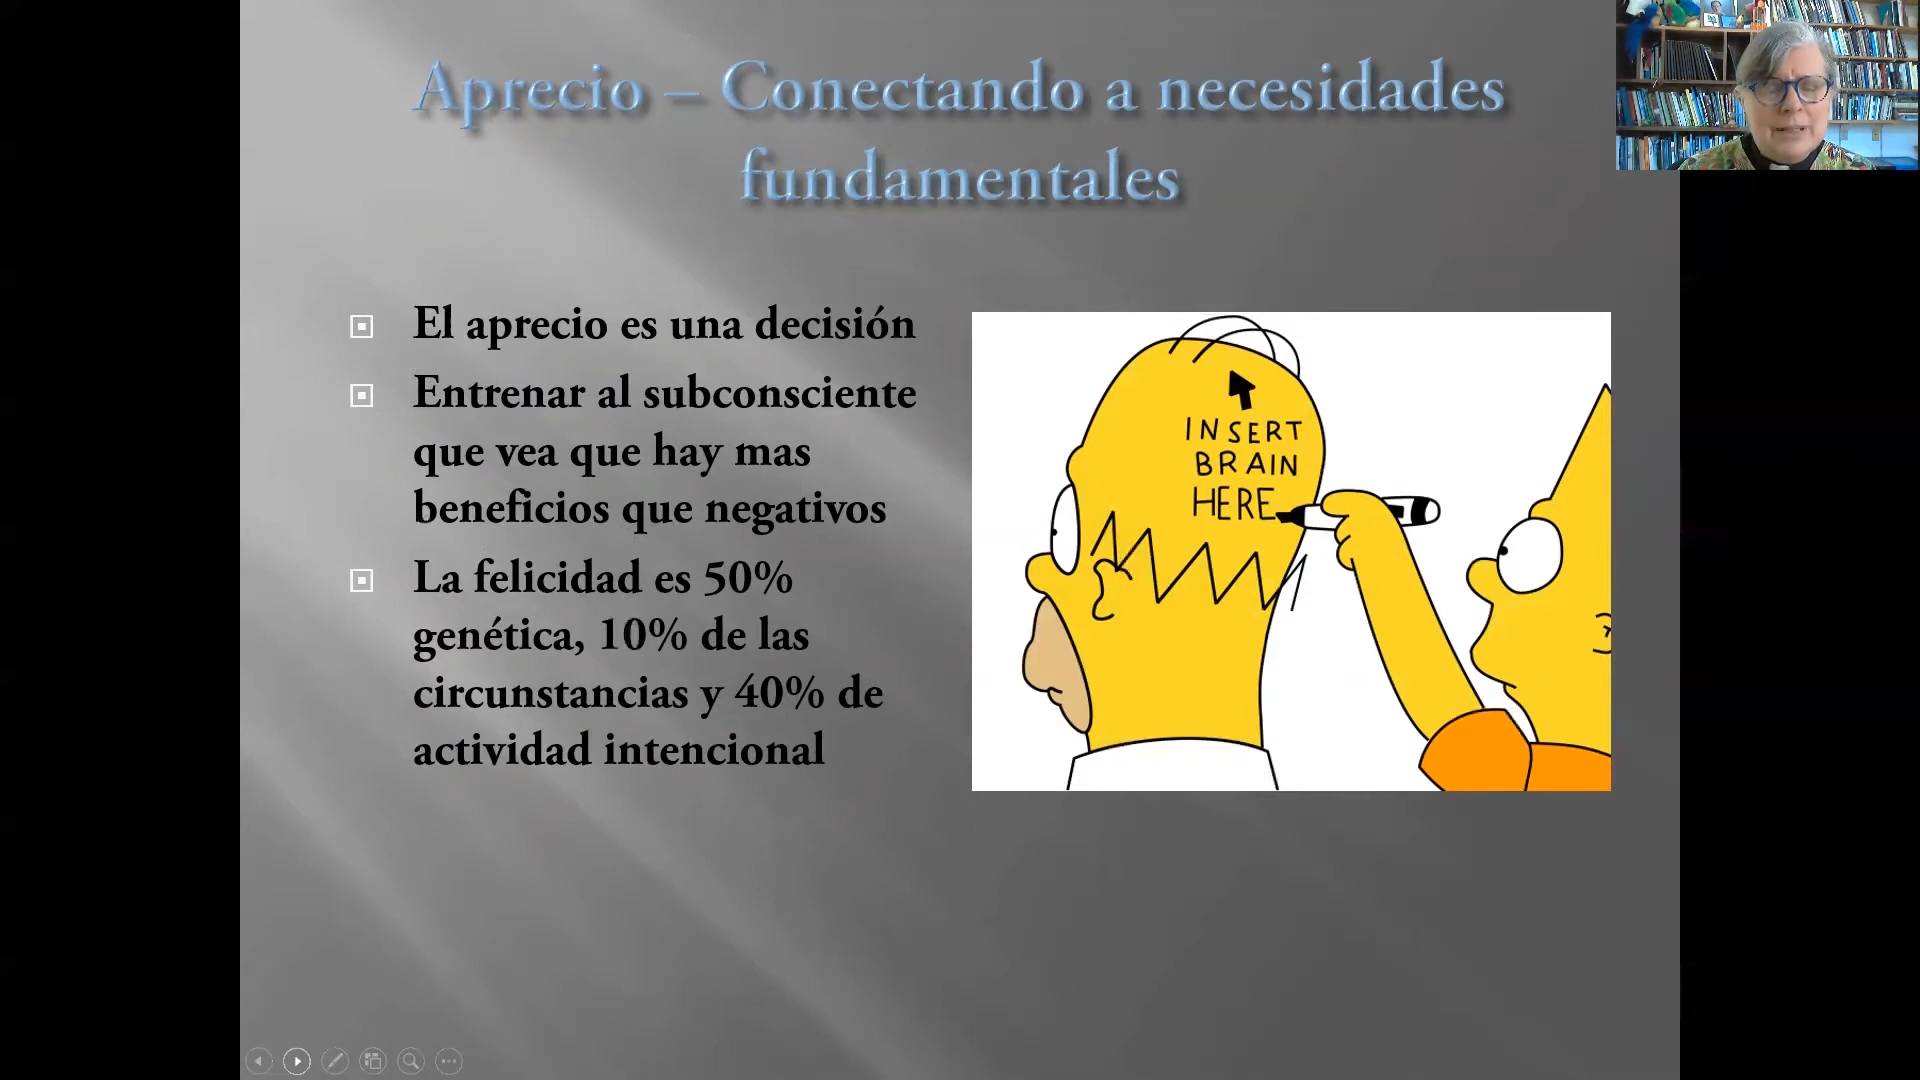 Aprecio – Conectando a necesidades
fundamentales
El aprecio es una decisión
Entrenar al subconsciente
que vea que hay mas
beneficios que negativos
La felicidad es 50%
genética, 10% de las
circunstancias y 40% de
actividad intencional
INSERT
BRAIN
HERE